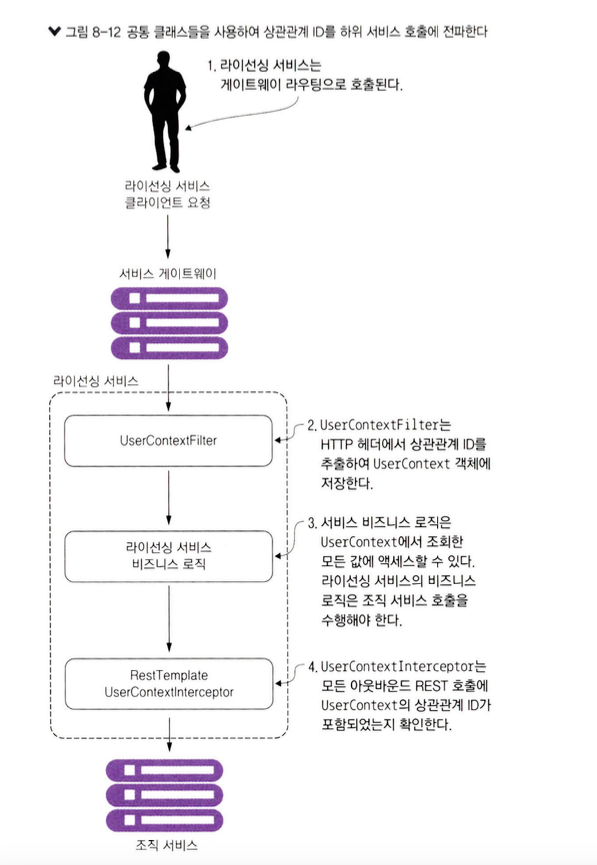 그림 8-12 공통 클래스들을 사용하여 상관관계 ID를 하위 서비스 호출에 전파한다
1. 라이선싱 서비스는
게이트웨이 라우팅으로 호출된다.
라이선싱 서비스
클라이언트 요청
서비스 게이트웨이
라이선싱 서비스
UserContextFilter
2. UserContextFilter는
HTTP 헤더에서 상관관계 ID를
추출하여 UserContext 객체에
저장한다.
라이선싱 서비스
비즈니스 로직
3. 서비스 비즈니스 로직은
UserContext에서 조회한
모든 값에 액세스할 수 있다.
라이선싱 서비스의 비즈니스
로직은 조직 서비스 호출을
수행해야 한다.
RestTemplate
UserContextInterceptor
4. UserContextInterceptor는
모든 아웃바운드 REST 호출에
UserContext의 상관관계 ID가
포함되었는지 확인한다.
조직 서비스